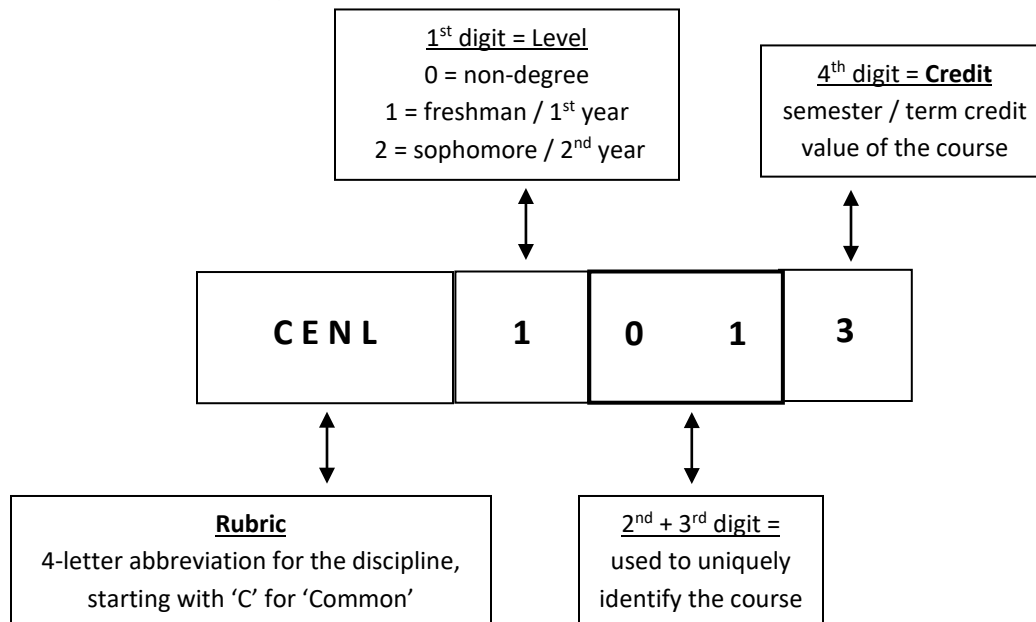 1st digit = Level
0 = non-degree
1 = freshman / 1st year
2 = sophomore / 2nd year
4th digit = Credit
semester / term credit
value of the course
C E N L 1 0 1 3
Rubric
4-letter abbreviation for the discipline,
starting with ‘C’ for ‘Common’
2nd + 3rd digit =
used to uniquely
identify the course